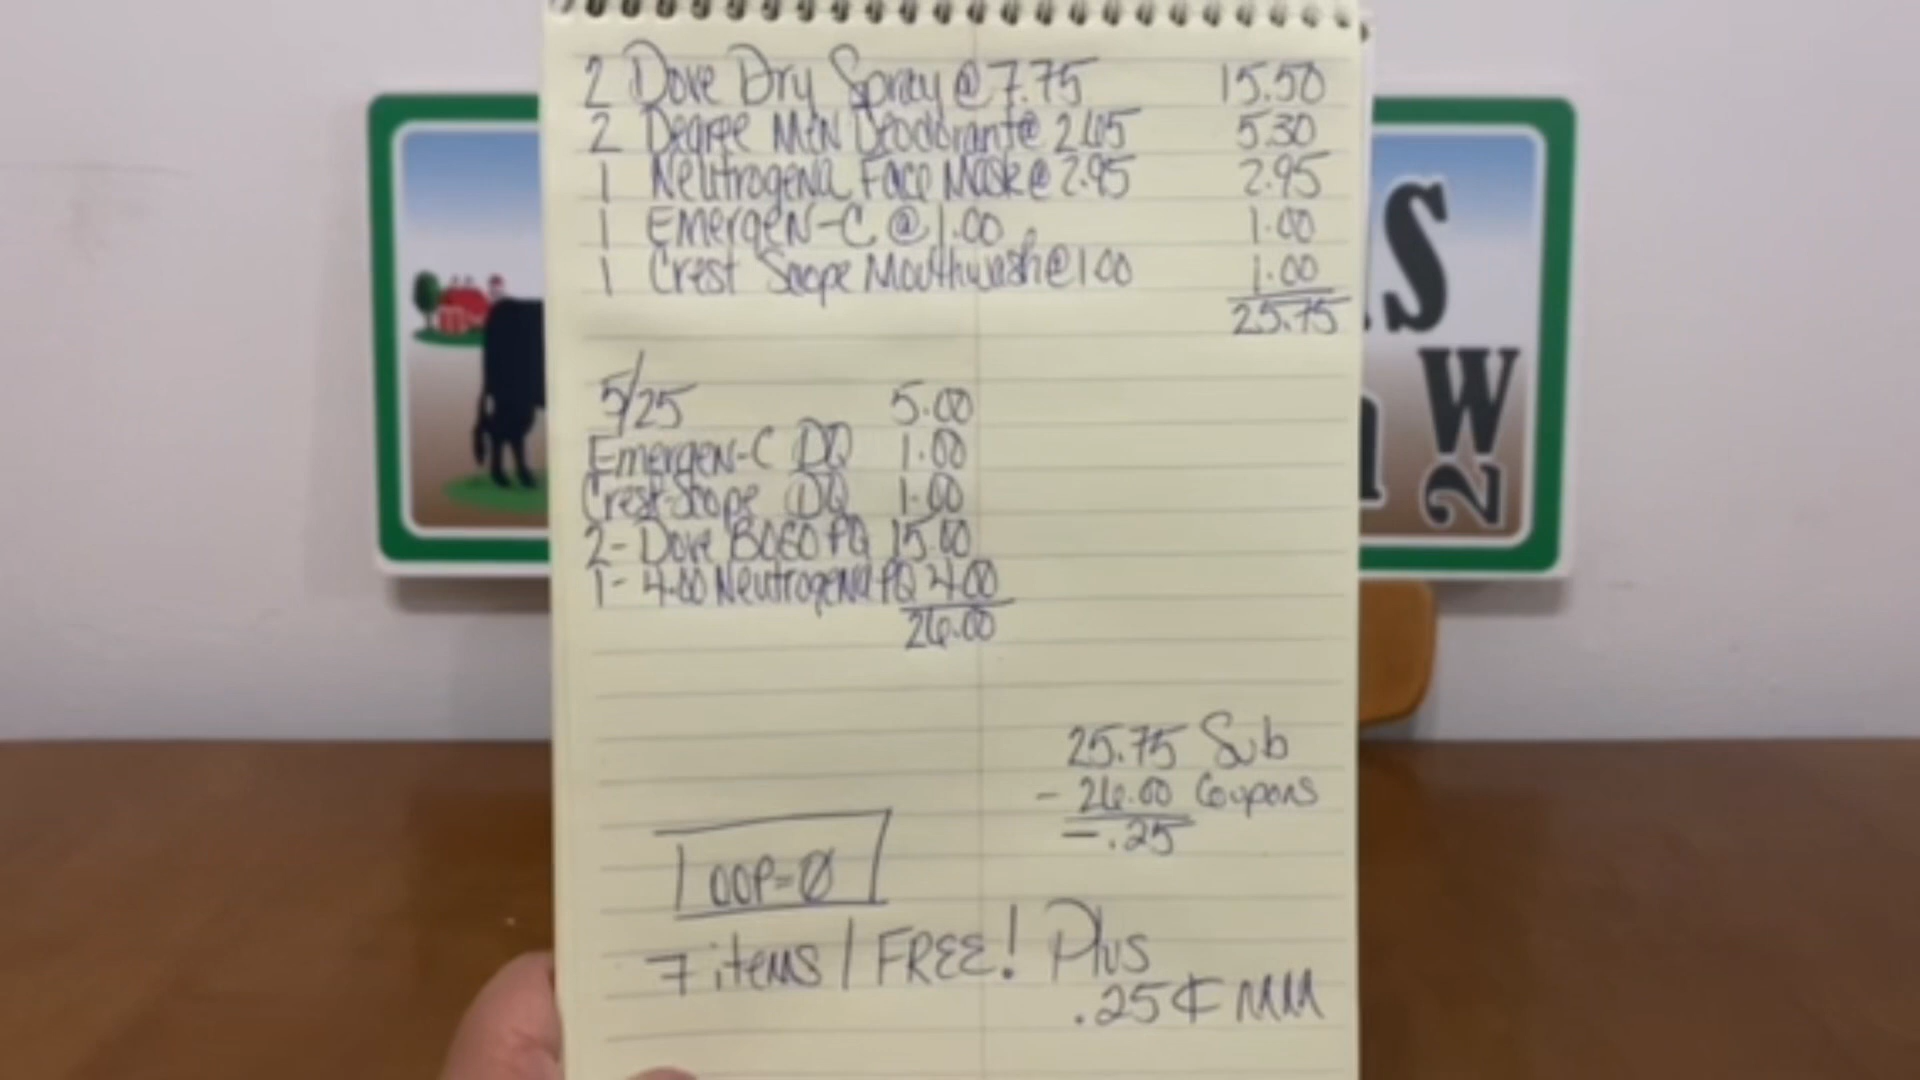 2 Dove Dry Spray @ 7.75 15.50
2 Degree MEN Deodorant@ 2.65 5.30
1 Neutrogena Face Mask@ 2.95 2.95
1 EmergeN-C @ 1.00 1.00
1 Crest Scope Mouthwash@ 1.00 1.00
25.75
5/25 5.00
Emergen-C DQ 1.00
Crest-Scope DQ 1.00
2- Dove BOGO PQ 15.00
1- 4.00 Neutrogena PQ 4.00
26.00
25.75 Sub
- 26.00 Coupons
- .25
OOP=Ø
7 items / FREE! Plus
.25¢ MM
S
W
2